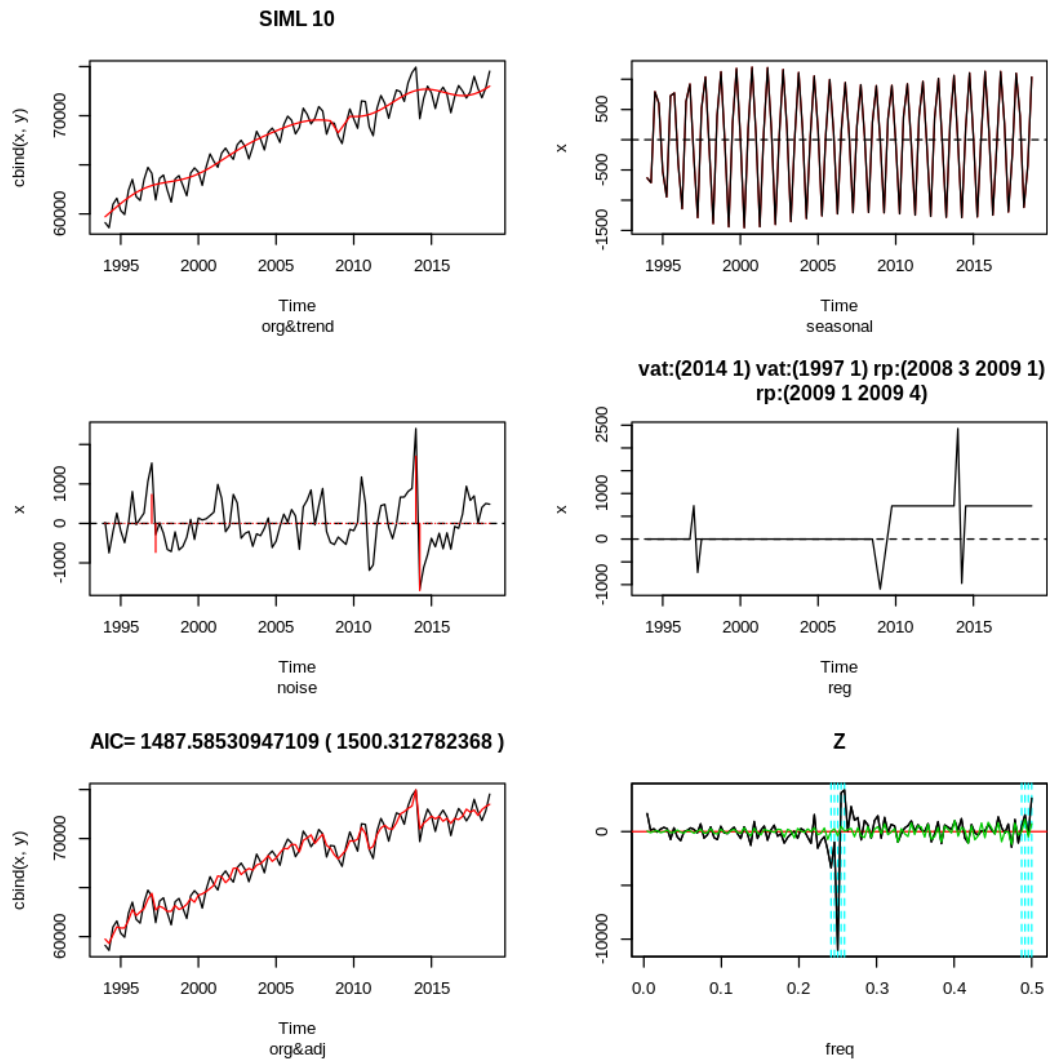 SIML 10
cbind(x, y)
60000
70000
1995
2000
2005
2010
2015
Time
org&trend
x
-1500
-500
500
1995
2000
2005
2010
2015
Time
seasonal
x
-1000
0
1000
1995
2000
2005
2010
2015
Time
noise
vat:(2014 1) vat:(1997 1) rp:(2008 3 2009 1)
rp:(2009 1 2009 4)
x
-1000
0
1000
2500
1995
2000
2005
2010
2015
Time
reg
AIC= 1487.58530947109 ( 1500.312782368 )
cbind(x, y)
60000
70000
1995
2000
2005
2010
2015
Time
org&adj
Z
-10000
0
0.0
0.1
0.2
0.3
0.4
0.5
freq